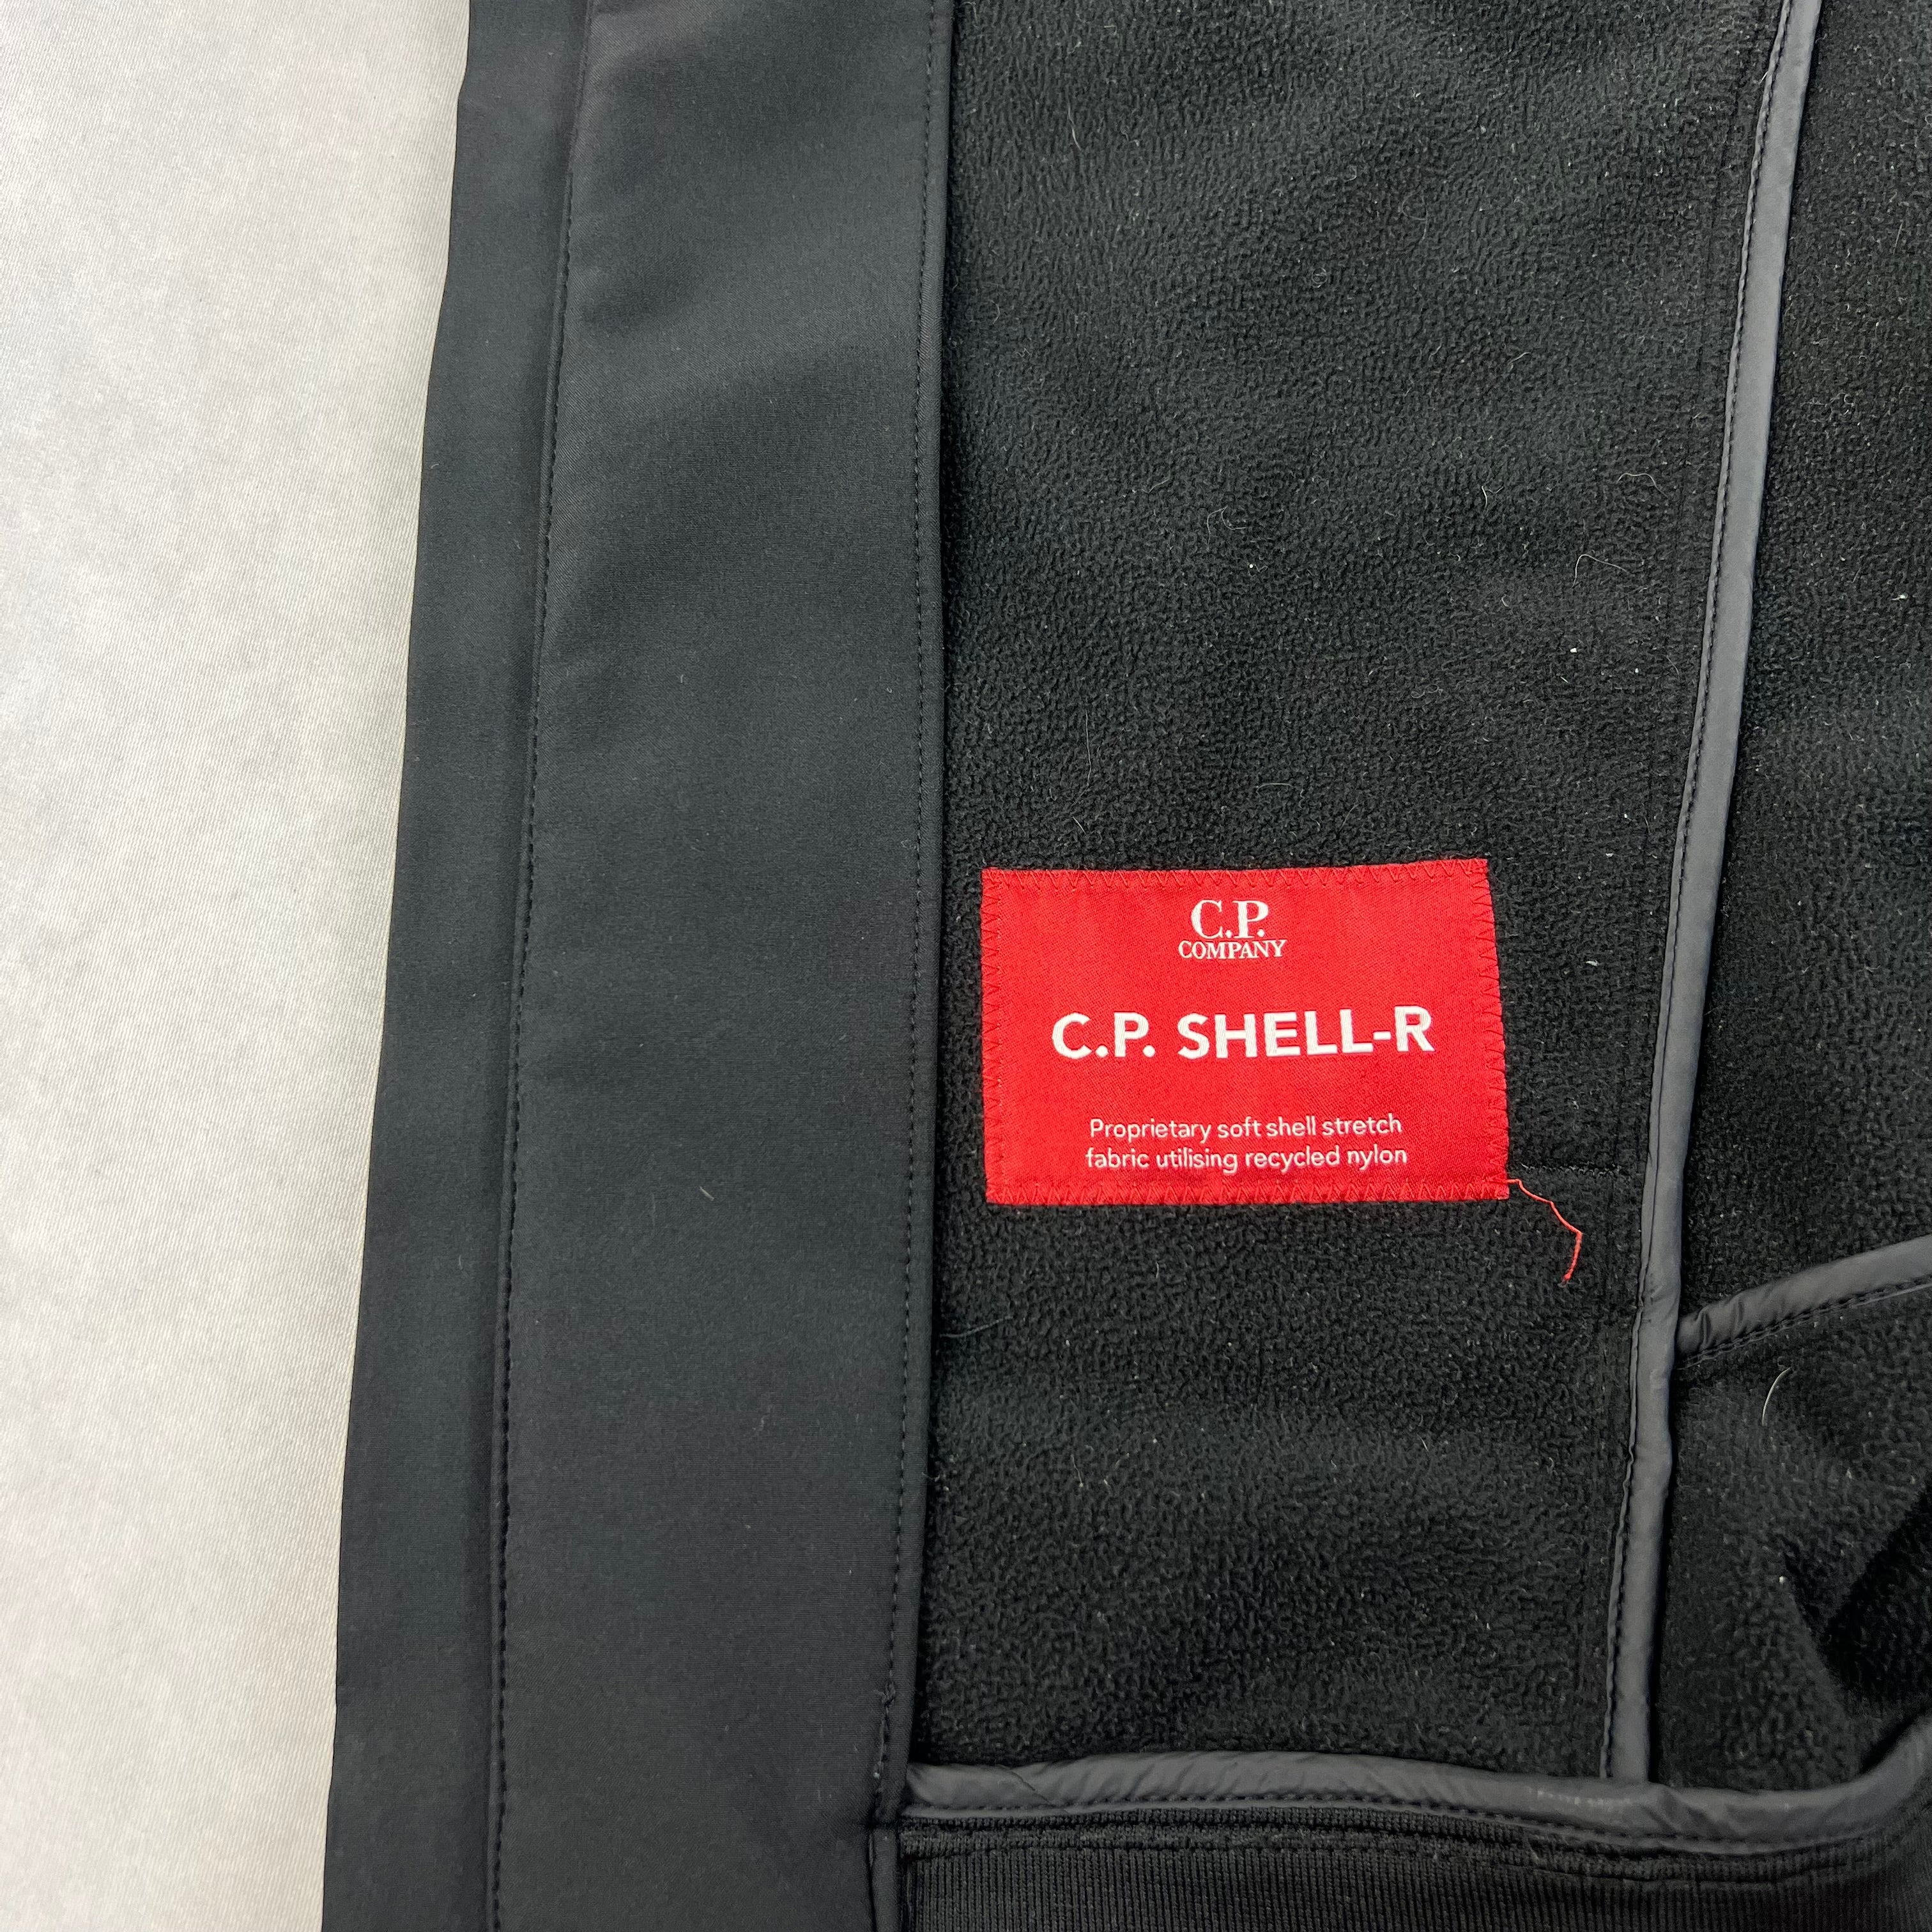 C.P.
COMPANY
C.P. SHELL-R
Proprietary soft shell stretch
fabric utilising recycled nylon